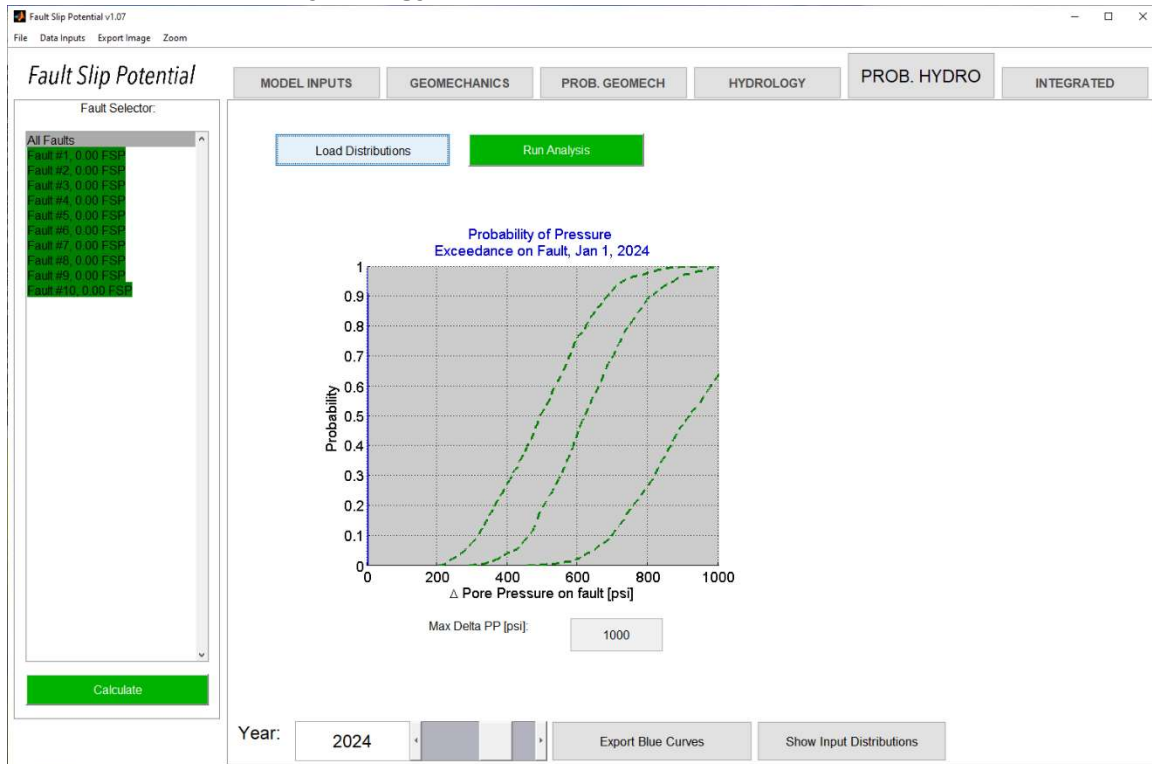 Fault Slip Potential v1.07
File Data Inputs Export Image Zoom
Fault Slip Potential
MODEL INPUTS GEOMECHANICS PROB. GEOMECH HYDROLOGY PROB. HYDRO INTEGRATED
Fault Selector:
All Faults
Fault #1, 0.00 FSP
Fault #2, 0.00 FSP
Fault #3, 0.00 FSP
Fault #4, 0.00 FSP
Fault #5, 0.00 FSP
Fault #6, 0.00 FSP
Fault #7, 0.00 FSP
Fault #8, 0.00 FSP
Fault #9, 0.00 FSP
Fault #10, 0.00 FSP
Calculate
Load Distributions Run Analysis
Probability of Pressure
Exceedance on Fault, Jan 1, 2024
1
0.9
0.8
0.7
0.6
0.5
0.4
0.3
0.2
0.1
0
Probability
0 200 400 600 800 1000
Δ Pore Pressure on fault [psi]
Max Delta PP [psi]: 1000
Year: 2024 Export Blue Curves Show Input Distributions